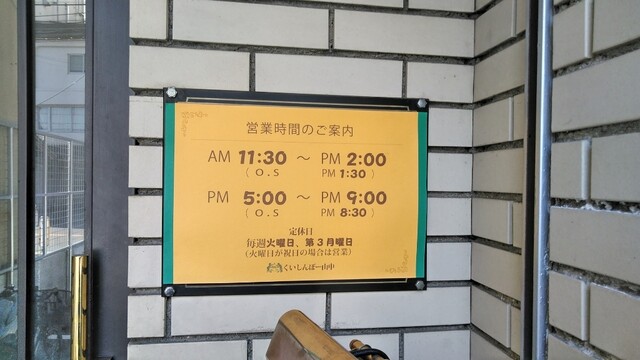 営業時間のご案内
AM 11:30 ～ PM 2:00
( O.S PM 1:30 )
PM 5:00 ～ PM 9:00
( O.S PM 8:30 )
定休日
毎週火曜日、第3月曜日
(火曜日が祝日の場合は営業)
くいしんぼー山中